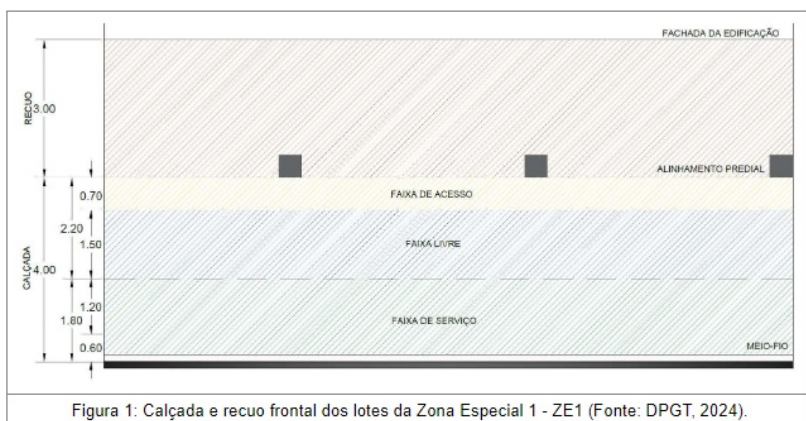 FACHADA DA EDIFICAÇÃO
RECUO
3.00
ALINHAMENTO PREDIAL
0.70
FAIXA DE ACESSO
2.20
1.50
FAIXA LIVRE
CALÇADA
4.00
1.20
1.80
FAIXA DE SERVIÇO
0.60
MEIO-FIO
Figura 1: Calçada e recuo frontal dos lotes da Zona Especial 1 - ZE1 (Fonte: DPGT, 2024).